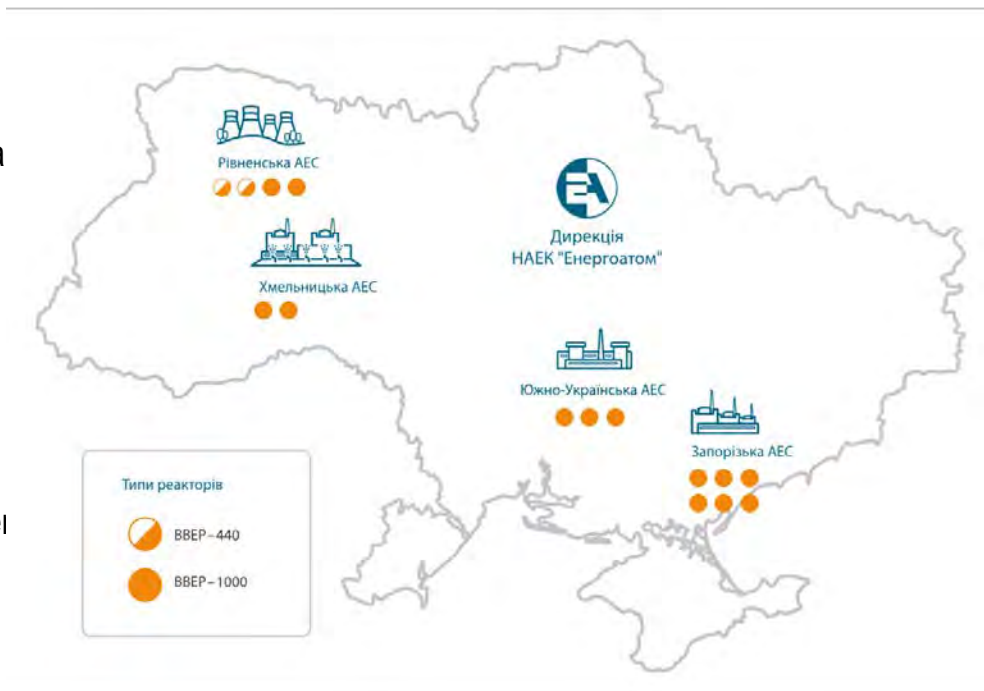 а
Рівненська АЕС
Хмельницька АЕС
Дирекція
НАЕК "Енергоатом"
Южно-Українська АЕС
Запорізька АЕС
Типи реакторів
ВВЕР-440
ВВЕР-1000